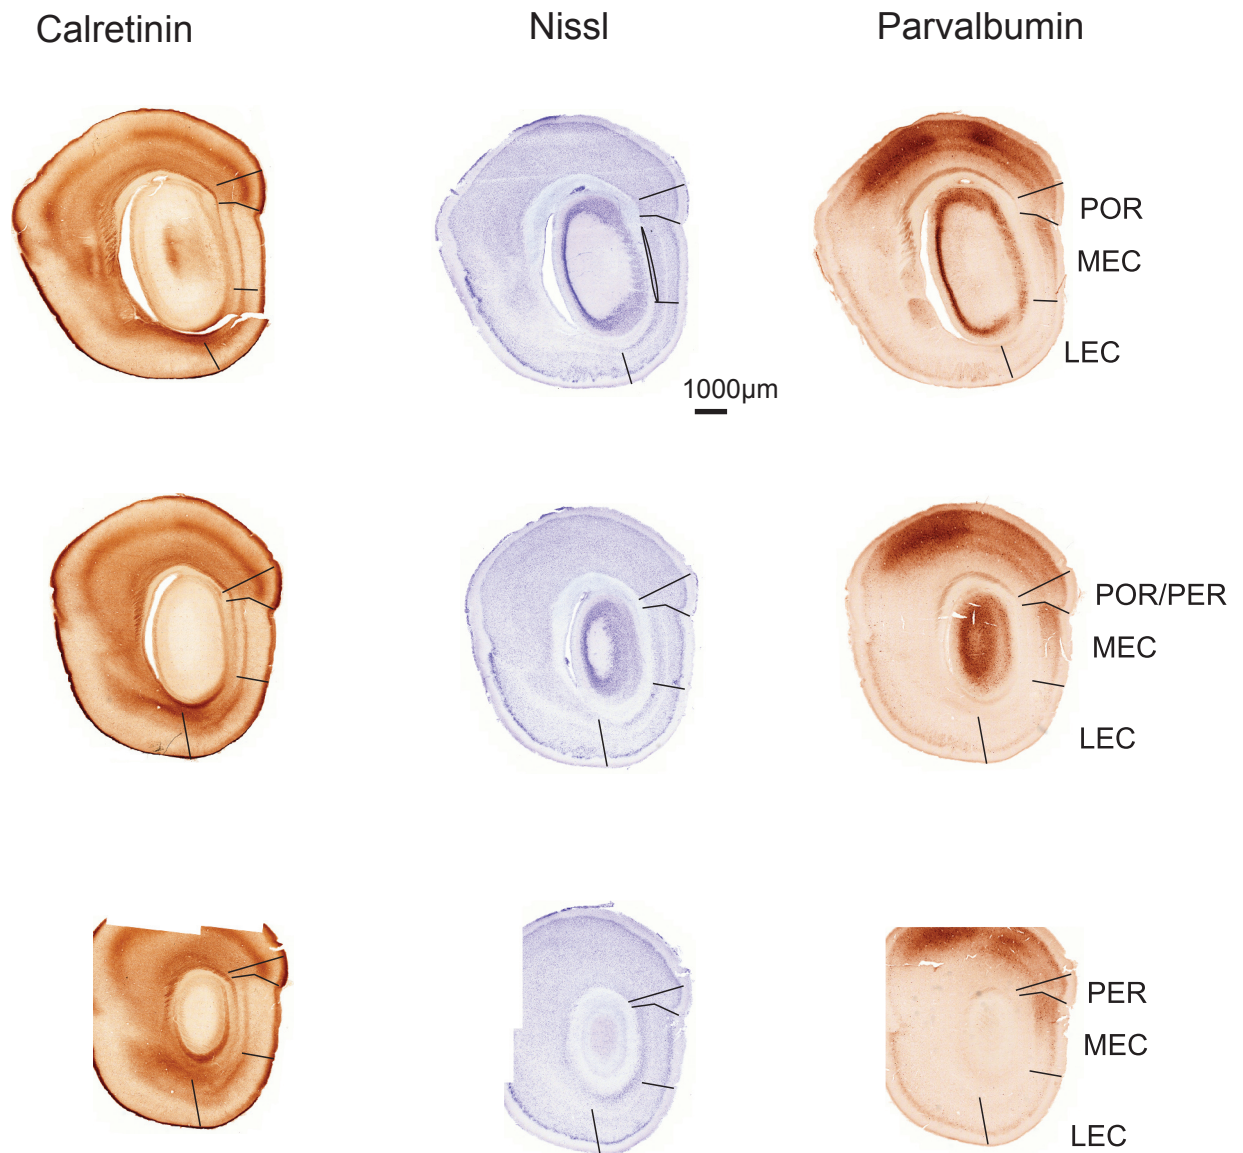 Calretinin
Nissl
Parvalbumin
POR
MEC
LEC
1000µm
POR/PER
MEC
LEC
PER
MEC
LEC